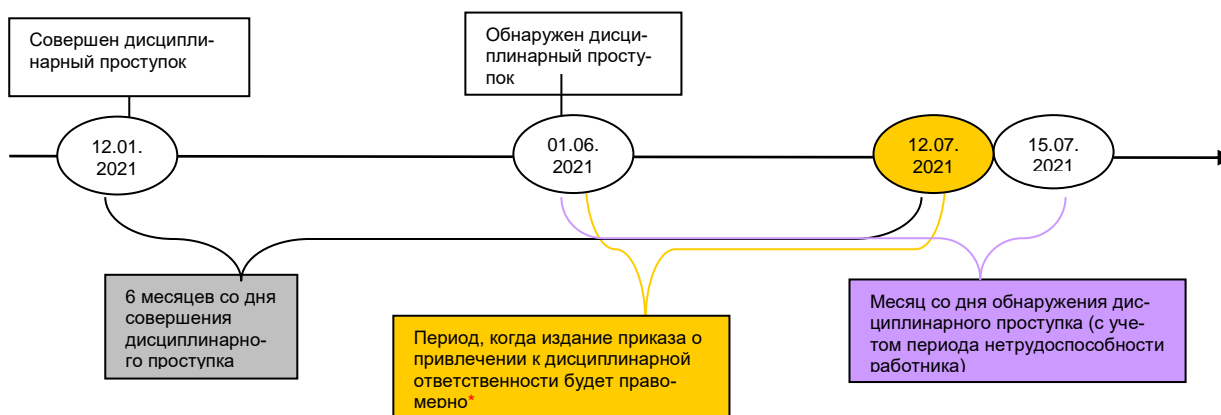 Совершен дисципли-
нарный проступок
Обнаружен дисци-
плинарный просту-
пок
12.01.
2021
01.06.
2021
12.07.
2021
15.07.
2021
6 месяцев со дня
совершения
дисциплинарно-
го проступка
Период, когда издание приказа о
привлечении к дисциплинарной
ответственности будет право-
мерно*
Месяц со дня обнаружения дис-
циплинарного проступка (с уче-
том периода нетрудоспособности
работника)